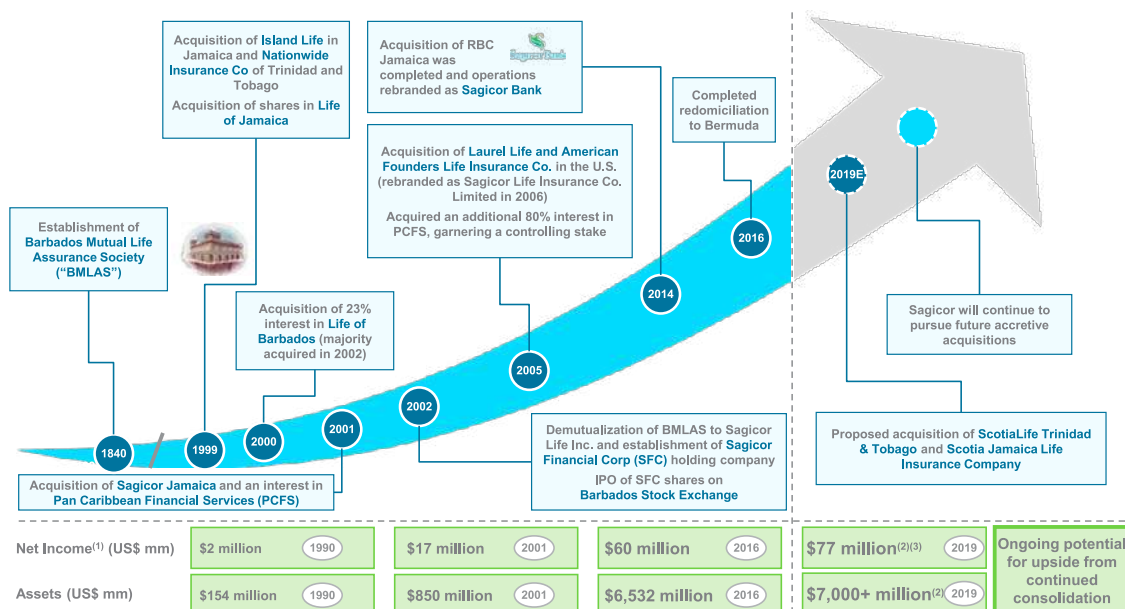 Acquisition of Island Life in
Jamaica and Nationwide
Insurance Co of Trinidad and
Tobago
Acquisition of shares in Life
of Jamaica
Acquisition of RBC
Jamaica was
completed and operations
rebranded as Sagicor Bank
Sagicor Bank
Completed
redomiciliation
to Bermuda
Acquisition of Laurel Life and American
Founders Life Insurance Co. in the U.S.
(rebranded as Sagicor Life Insurance Co.
Limited in 2006)
Acquired an additional 80% interest in
PCFS, garnering a controlling stake
Establishment of
Barbados Mutual Life
Assurance Society
(“BMLAS”)
Acquisition of 23%
interest in Life of
Barbados (majority
acquired in 2002)
1840
1999
2000
2001
2002
2005
2014
2016
2019E
Sagicor will continue to
pursue future accretive
acquisitions
Acquisition of Sagicor Jamaica and an interest in
Pan Caribbean Financial Services (PCFS)
Demutualization of BMLAS to Sagicor
Life Inc. and establishment of Sagicor
Financial Corp (SFC) holding company
IPO of SFC shares on
Barbados Stock Exchange
Proposed acquisition of ScotiaLife Trinidad
& Tobago and Scotia Jamaica Life
Insurance Company
Net Income(1) (US$ mm)
$2 million 1990
$17 million 2001
$60 million 2016
$77 million(2)(3) 2019
Assets (US$ mm)
$154 million 1990
$850 million 2001
$6,532 million 2016
$7,000+ million(2) 2019
Ongoing potential
for upside from
continued
consolidation